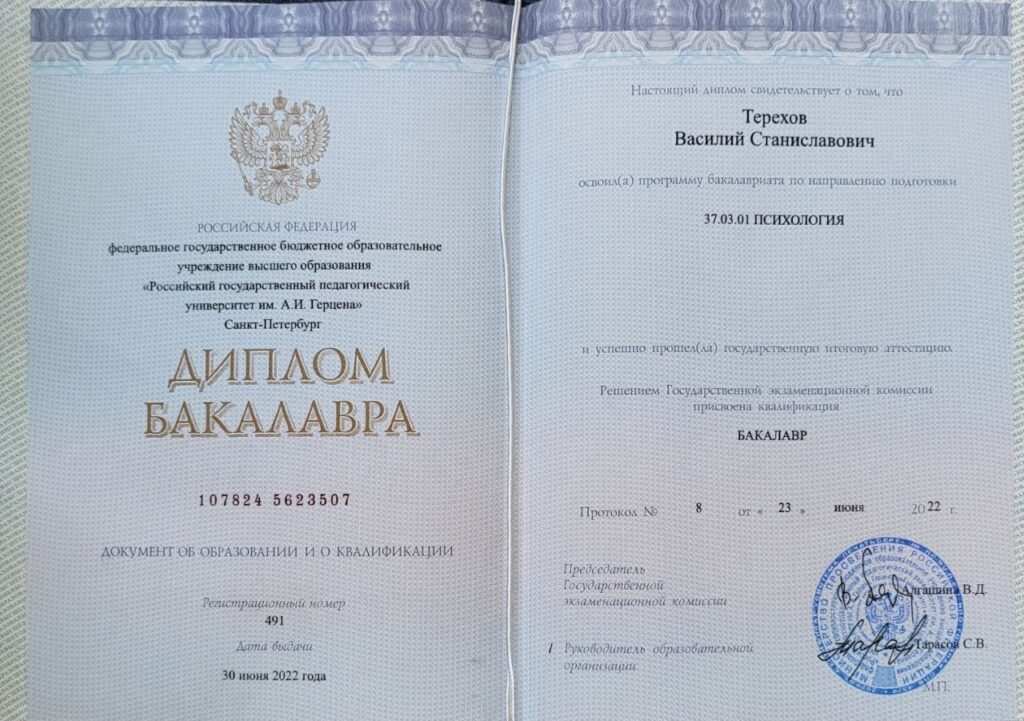 РОССИЙСКАЯ ФЕДЕРАЦИЯ
федеральное государственное бюджетное образовательное
учреждение высшего образования
«Российский государственный педагогический
университет им. А.И. Герцена»
Санкт-Петербург
ДИПЛОМ
БАКАЛАВРА
107824 5623507
ДОКУМЕНТ ОБ ОБРАЗОВАНИИ И О КВАЛИФИКАЦИИ
Регистрационный номер
491
Дата выдачи
30 июня 2022 года
Настоящий диплом свидетельствует о том, что
Терехов
Василий Станиславович
освоил(а) программу бакалавриата по направлению подготовки
37.03.01 ПСИХОЛОГИЯ
и успешно прошел(ла) государственную итоговую аттестацию
Решением Государственной экзаменационной комиссии
присвоена квалификация
БАКАЛАВР
Протокол № 8 от « 23 » июня 2022 г.
Председатель
Государственной
экзаменационной комиссии
Алгашина В.Д.
/ Руководитель образовательной
организации
Тарасов С.В.
М.П.